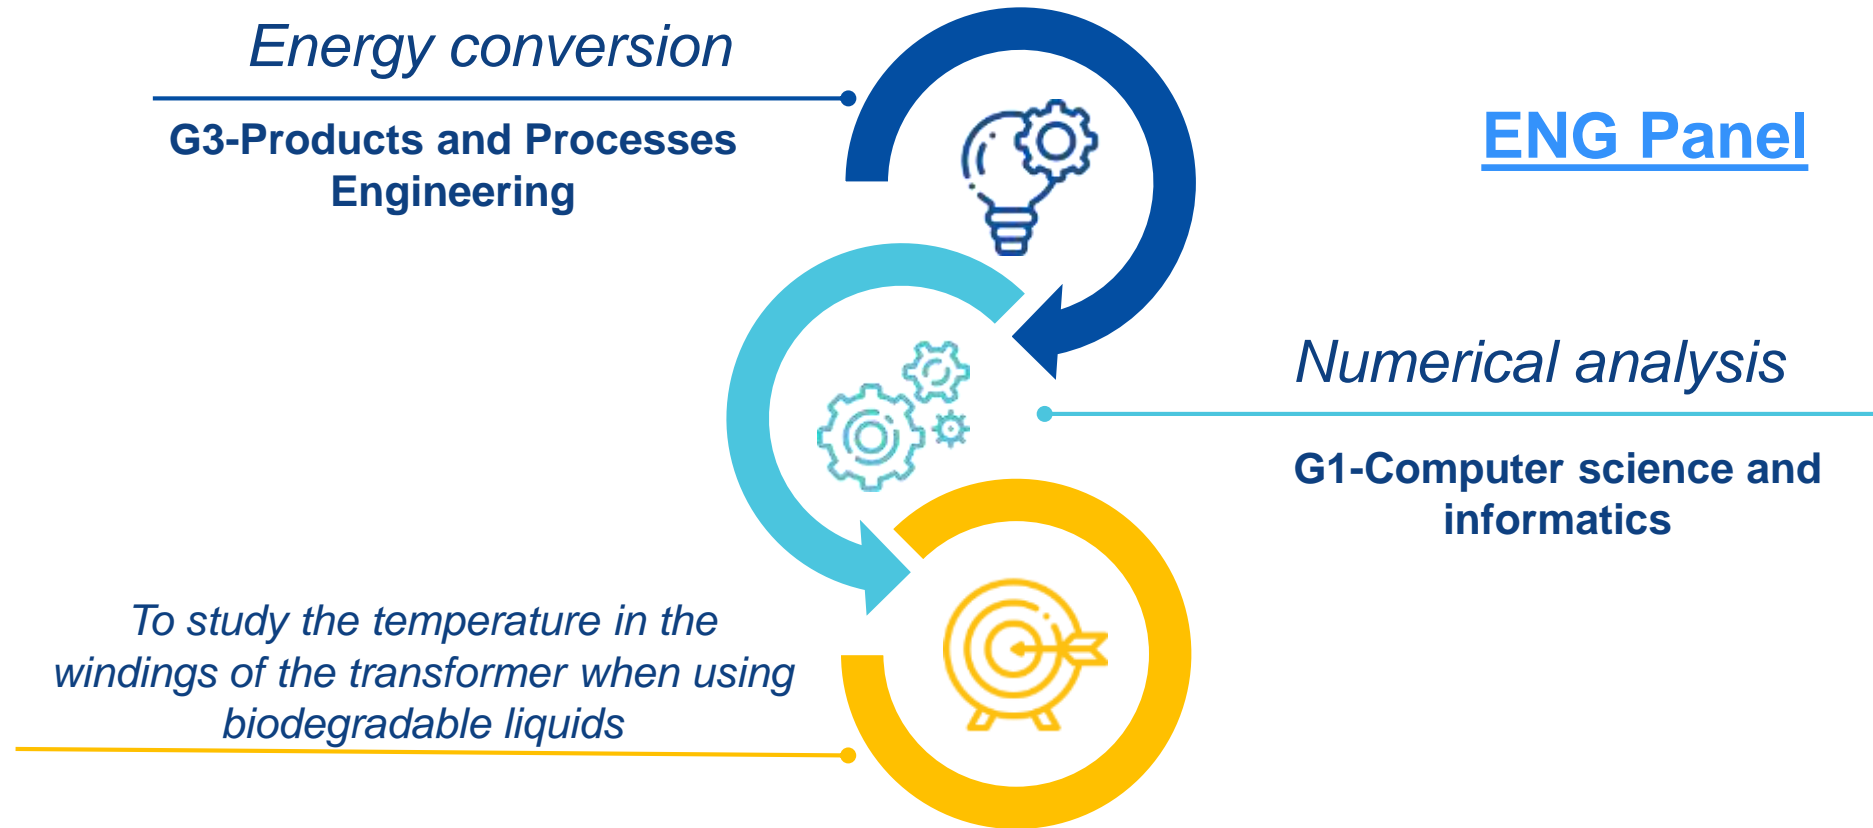 Energy conversion
G3-Products and Processes
Engineering
ENG Panel
Numerical analysis
G1-Computer science and
informatics
To study the temperature in the
windings of the transformer when using
biodegradable liquids